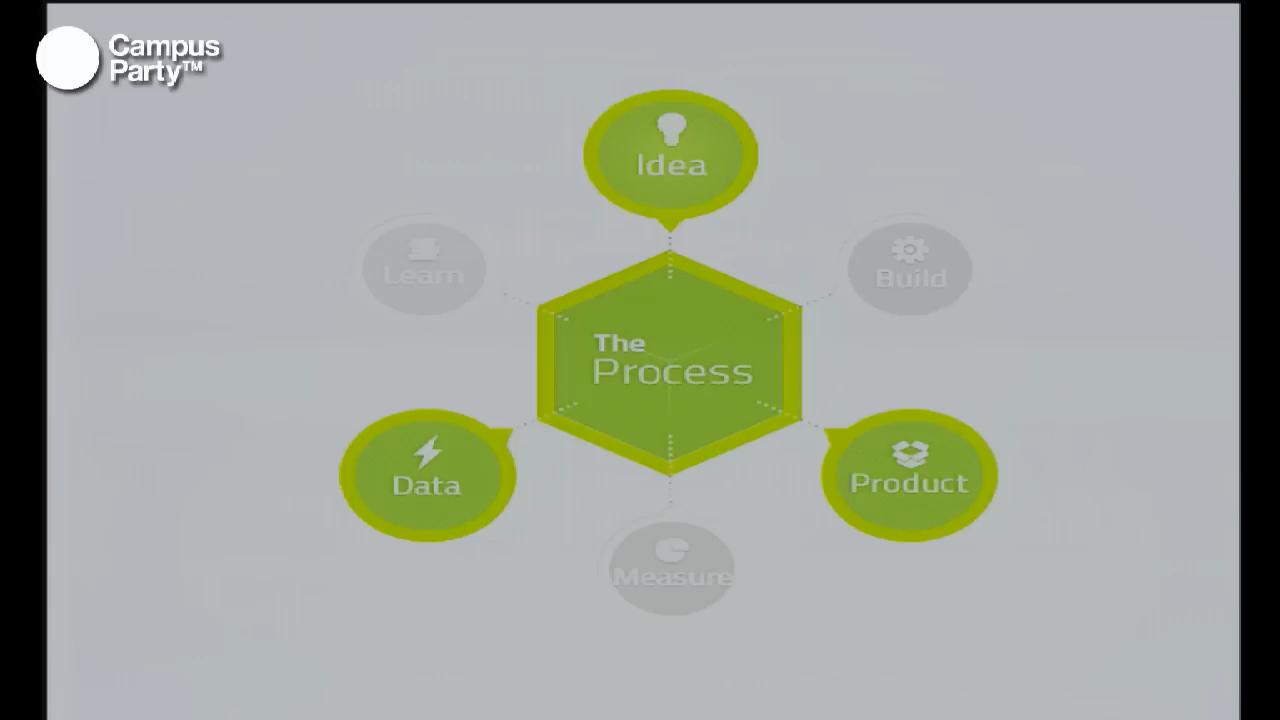 Campus
Party™
Idea
Learn
Build
The
Process
Data
Product
Measure